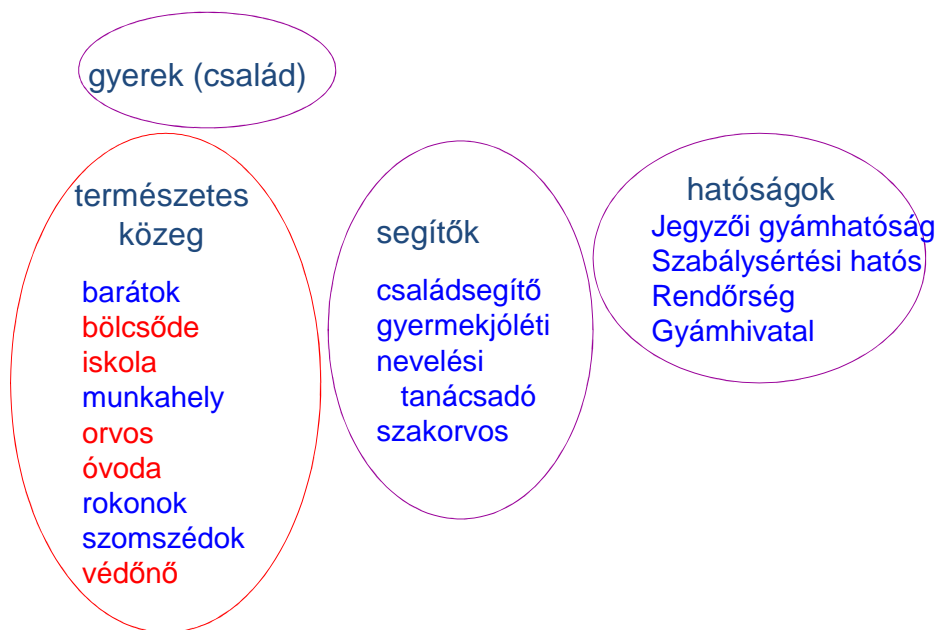 gyerek (család)
természetes
közeg
barátok
bölcsőde
iskola
munkahely
orvos
óvoda
rokonok
szomszédok
védőnő
segítők
családsegítő
gyermekjóléti
nevelési
tanácsadó
szakorvos
hatóságok
Jegyzői gyámhatóság
Szabálysértési hatós
Rendőrség
Gyámhivatal